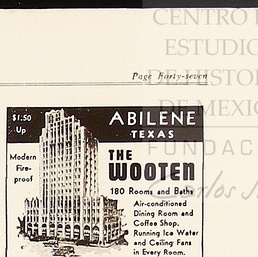 CENTRO
ESTUDIO
DE HISTO
DE MEXI
Page Forty-seven
FUNDAC
Carlos
$1.50
Up
ABILENE
TEXAS
Modern
Fire-
proof
THE
WOOTEN
180 Rooms and Baths
Air-conditioned
Dining Room and
Coffee Shop.
Running Ice Water
and Ceiling Fans
in Every Room.